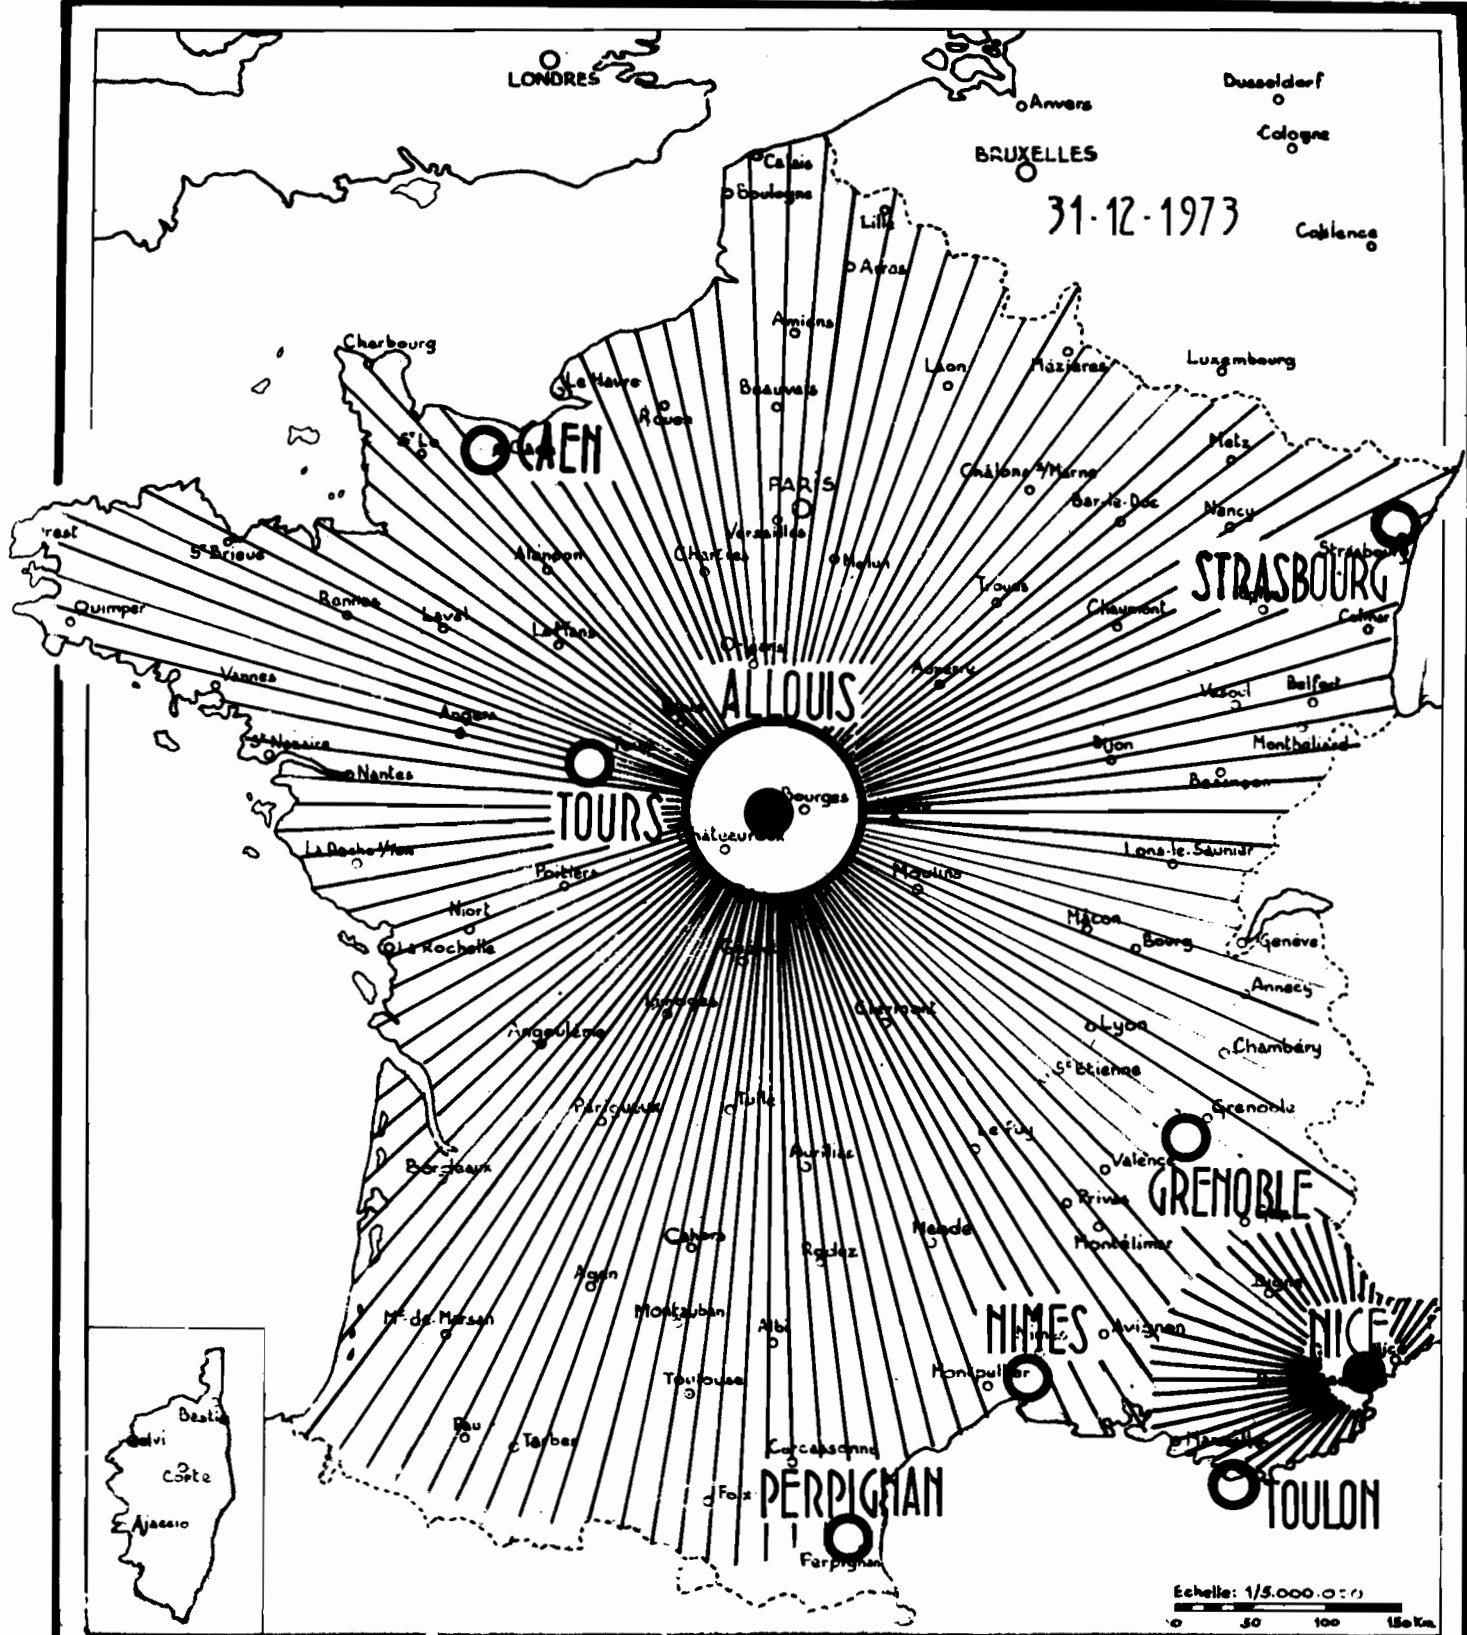 LONDRES
Anvers
Dusseldorf
Cologne
BRUXELLES
31-12-1973
Calais
Boulogne
Lille
Arras
Amiens
Cherbourg
Le Havre
Rouen
Beauvais
Laon
Mézières
Luxembourg
St Lo
CAEN
PARIS
Versailles
Châlons s/Marne
Bar-le-Duc
Metz
Nancy
Strasbourg
STRASBOURG
St Brieuc
Alençon
Chartres
Melun
Troyes
Chaumont
Colmar
Quimper
Rennes
Laval
Le Mans
Vannes
Angers
ALLOUIS
Auxerre
Vesoul
Belfort
St Nazaire
Nantes
Dijon
Montbéliard
Besançon
TOURS
Bourges
Châteauroux
La Roche s/Yon
Poitiers
Moulins
Lons-le-Saunier
Niort
La Rochelle
Mâcon
Bourg
Genève
Annecy
Limoges
Angoulême
Clermont
Lyon
Chambéry
St Etienne
Périgueux
Tulle
Grenoble
Bordeaux
Aurillac
Le Puy
Valence
GRENOBLE
Privas
Cahors
Rodez
Mende
Montélimar
Agen
Digne
Mt de Marsan
Montauban
Albi
NIMES
Avignon
NICE
Toulouse
Montpellier
Pau
Tarbes
Carcassonne
Marseille
Foix
PERPIGNAN
Perpignan
TOULON
Bastia
Calvi
Corte
Ajaccio
Echelle: 1/5.000.000
0 50 100 150 Km